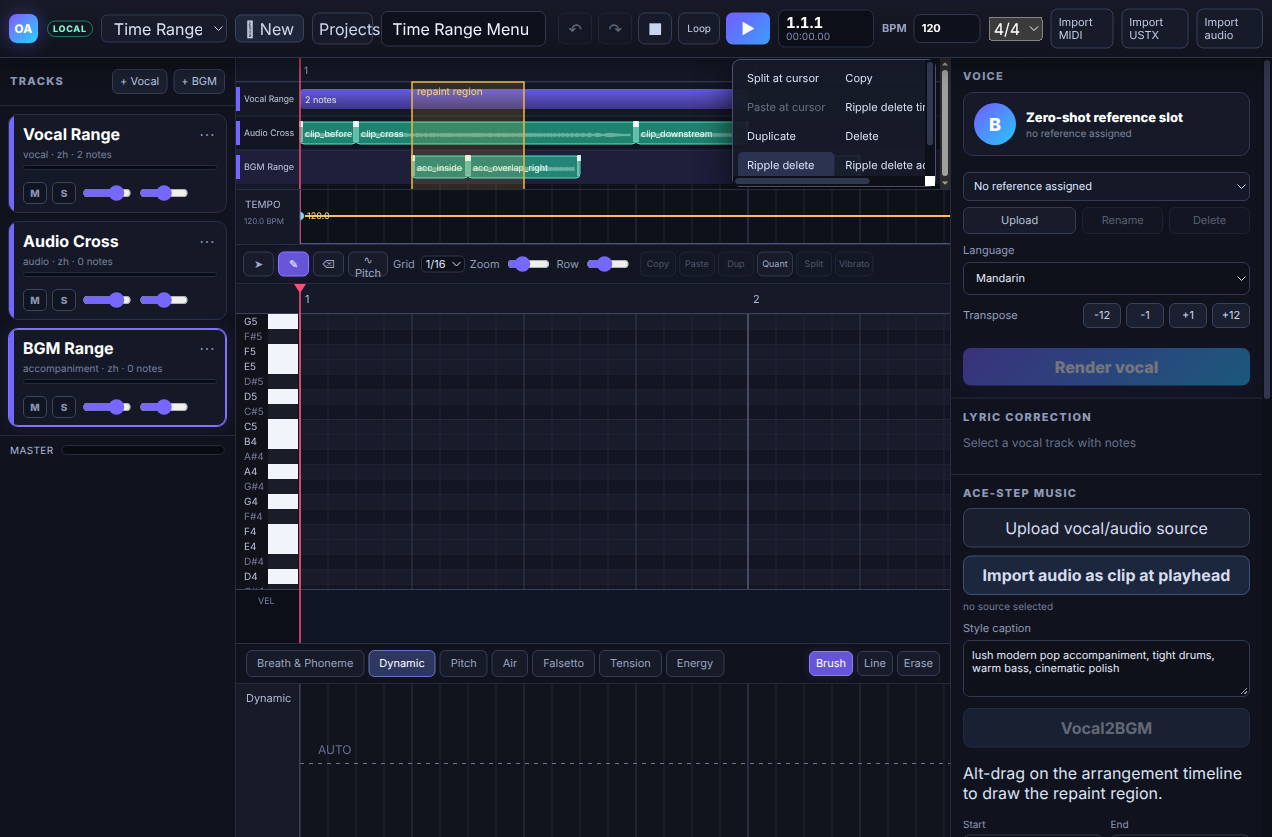 OA LOCAL Time Range New Projects Time Range Menu Loop 1.1.1 00:00.00 BPM 120 4/4 Import MIDI Import USTX Import audio
TRACKS + Vocal + BGM
Vocal Range ...
vocal · zh · 2 notes
M S
Audio Cross ...
audio · zh · 0 notes
M S
BGM Range ...
accompaniment · zh · 0 notes
M S
MASTER
1
Vocal Range 2 notes repaint region
Audio Cross clip_before clip_cross clip_downstream
BGM Range acc_inside acc_overlap_right
Split at cursor Copy
Paste at cursor Ripple delete tir
Duplicate Delete
Ripple delete Ripple delete ac
TEMPO
120.0 BPM
120.0
Pitch Grid 1/16 Zoom Row Copy Paste Dup Quant Split Vibrato
1 2
G5
F#5
F5
E5
D#5
D5
C#5
C5
B4
A#4
A4
G#4
G4
F#4
F4
E4
D#4
D4
VEL
Breath & Phoneme Dynamic Pitch Air Falsetto Tension Energy Brush Line Erase
Dynamic
AUTO
VOICE
B Zero-shot reference slot
no reference assigned
No reference assigned
Upload Rename Delete
Language
Mandarin
Transpose -12 -1 +1 +12
Render vocal
LYRIC CORRECTION
Select a vocal track with notes
ACE-STEP MUSIC
Upload vocal/audio source
Import audio as clip at playhead
no source selected
Style caption
lush modern pop accompaniment, tight drums,
warm bass, cinematic polish
Vocal2BGM
Alt-drag on the arrangement timeline
to draw the repaint region.
Start End